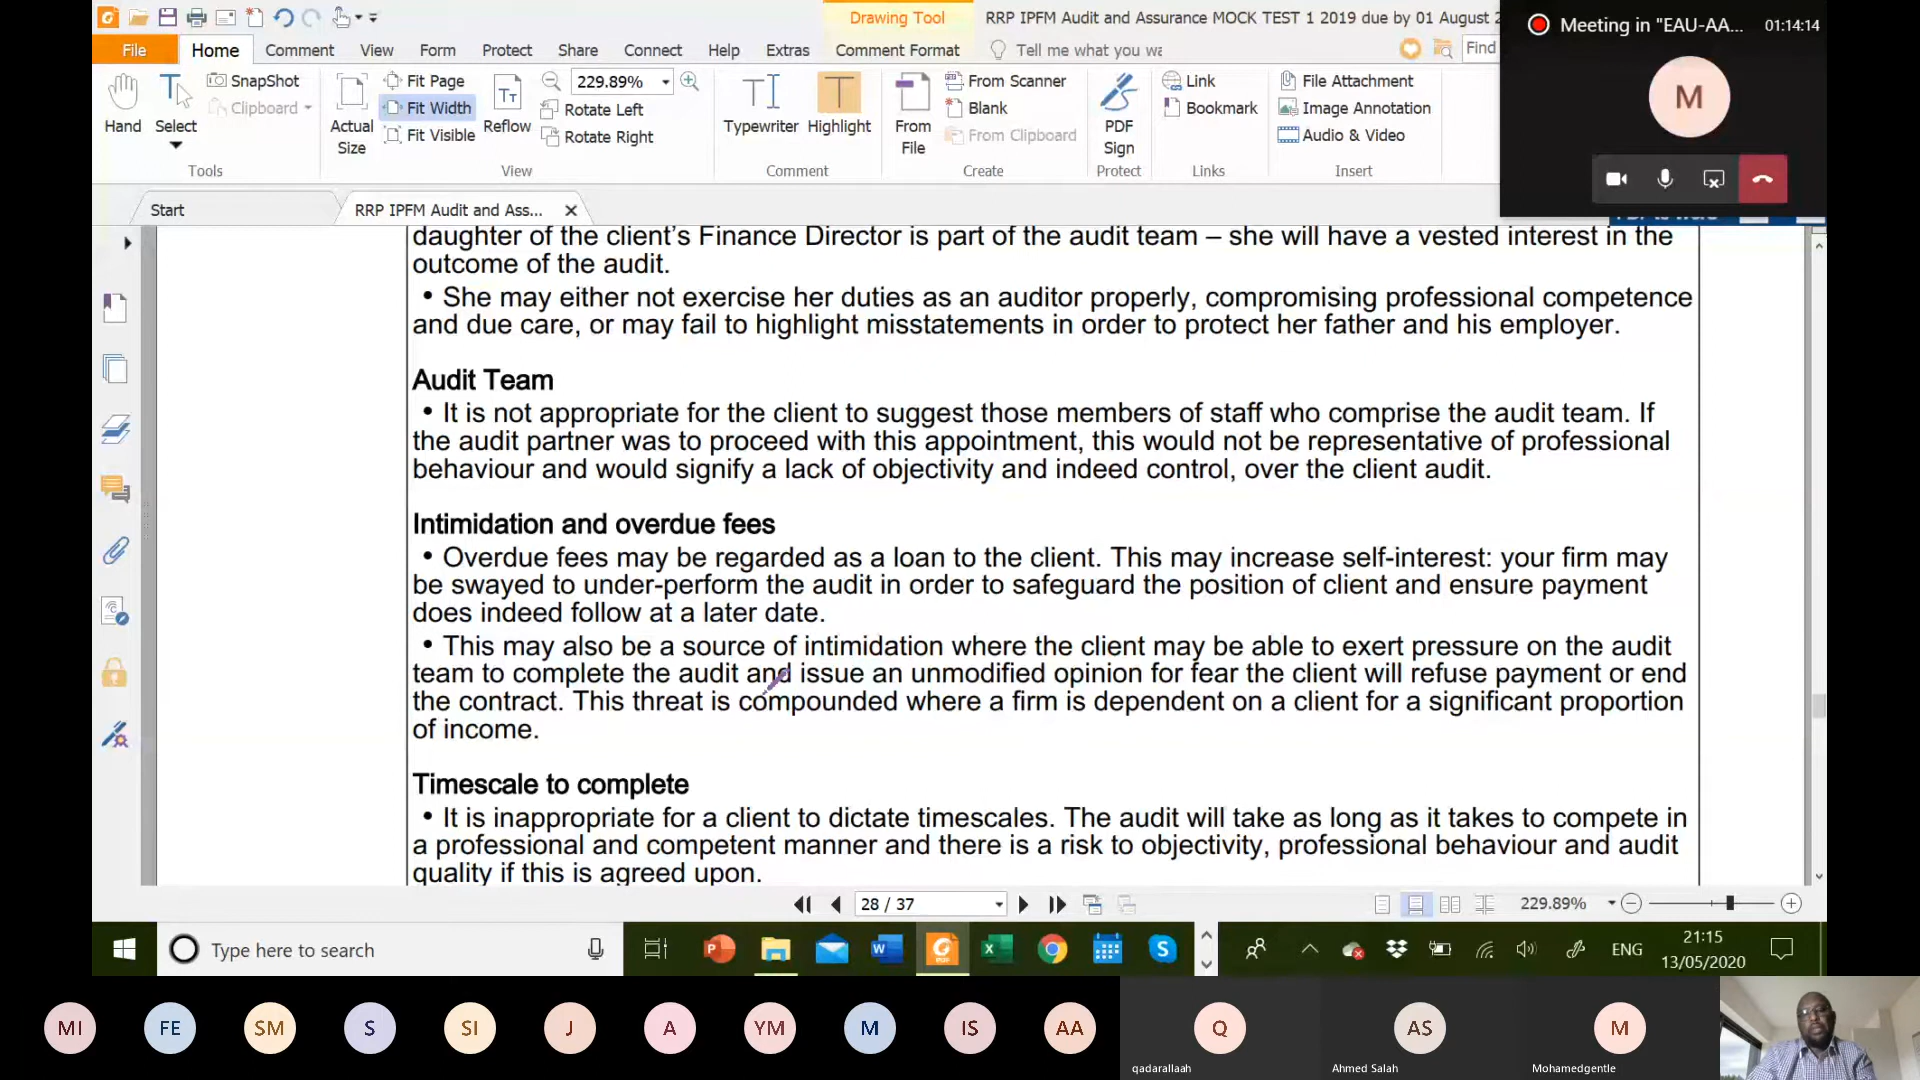 Drawing Tool
RRP IPFM Audit and Assurance MOCK TEST 1 2019 due by 01 August 2
Meeting in "EAU-AA... 01:14:14
File Home Comment View Form Protect Share Connect Help Extras Comment Format Tell me what you wa Find
M
Hand
Select
SnapShot
Clipboard
Tools
Actual Size
Fit Page
Fit Width
Fit Visible
Reflow
229.89%
Rotate Left
Rotate Right
View
Typewriter Highlight
Comment
From File
From Scanner
Blank
From Clipboard
Create
PDF Sign
Protect
Link
Bookmark
Links
File Attachment
Image Annotation
Audio & Video
Insert
Start RRP IPFM Audit and Ass...
daughter of the client's Finance Director is part of the audit team – she will have a vested interest in the
outcome of the audit.
• She may either not exercise her duties as an auditor properly, compromising professional competence
and due care, or may fail to highlight misstatements in order to protect her father and his employer.
Audit Team
• It is not appropriate for the client to suggest those members of staff who comprise the audit team. If
the audit partner was to proceed with this appointment, this would not be representative of professional
behaviour and would signify a lack of objectivity and indeed control, over the client audit.
Intimidation and overdue fees
• Overdue fees may be regarded as a loan to the client. This may increase self-interest: your firm may
be swayed to under-perform the audit in order to safeguard the position of client and ensure payment
does indeed follow at a later date.
• This may also be a source of intimidation where the client may be able to exert pressure on the audit
team to complete the audit and issue an unmodified opinion for fear the client will refuse payment or end
the contract. This threat is compounded where a firm is dependent on a client for a significant proportion
of income.
Timescale to complete
• It is inappropriate for a client to dictate timescales. The audit will take as long as it takes to compete in
a professional and competent manner and there is a risk to objectivity, professional behaviour and audit
quality if this is agreed upon.
28 / 37 229.89%
Type here to search
ENG
21:15
13/05/2020
MI FE SM S SI J A YM M IS AA Q AS M
qadarallaah Ahmed Salah Mohamedgentle